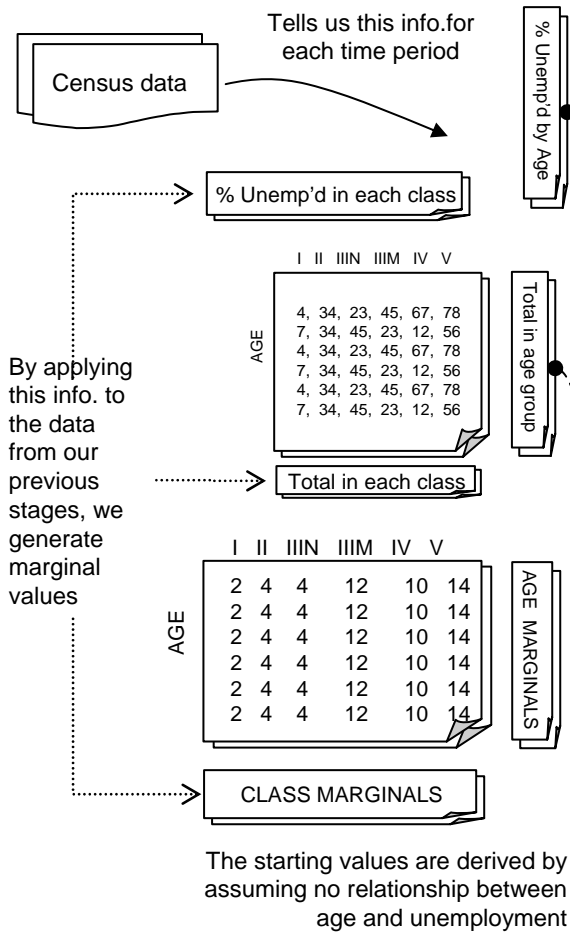 Tells us this info.for
each time period
Census data
% Unemp'd by Age
% Unemp'd in each class
I II IIIN IIIM IV V
AGE
4, 34, 23, 45, 67, 78
7, 34, 45, 23, 12, 56
4, 34, 23, 45, 67, 78
7, 34, 45, 23, 12, 56
4, 34, 23, 45, 67, 78
7, 34, 45, 23, 12, 56
Total in age group
Total in each class
By applying
this info. to
the data
from our
previous
stages, we
generate
marginal
values
I II IIIN IIIM IV V
AGE
2 4 4 12 10 14
2 4 4 12 10 14
2 4 4 12 10 14
2 4 4 12 10 14
2 4 4 12 10 14
2 4 4 12 10 14
AGE MARGINALS
CLASS MARGINALS
The starting values are derived by
assuming no relationship between
age and unemployment